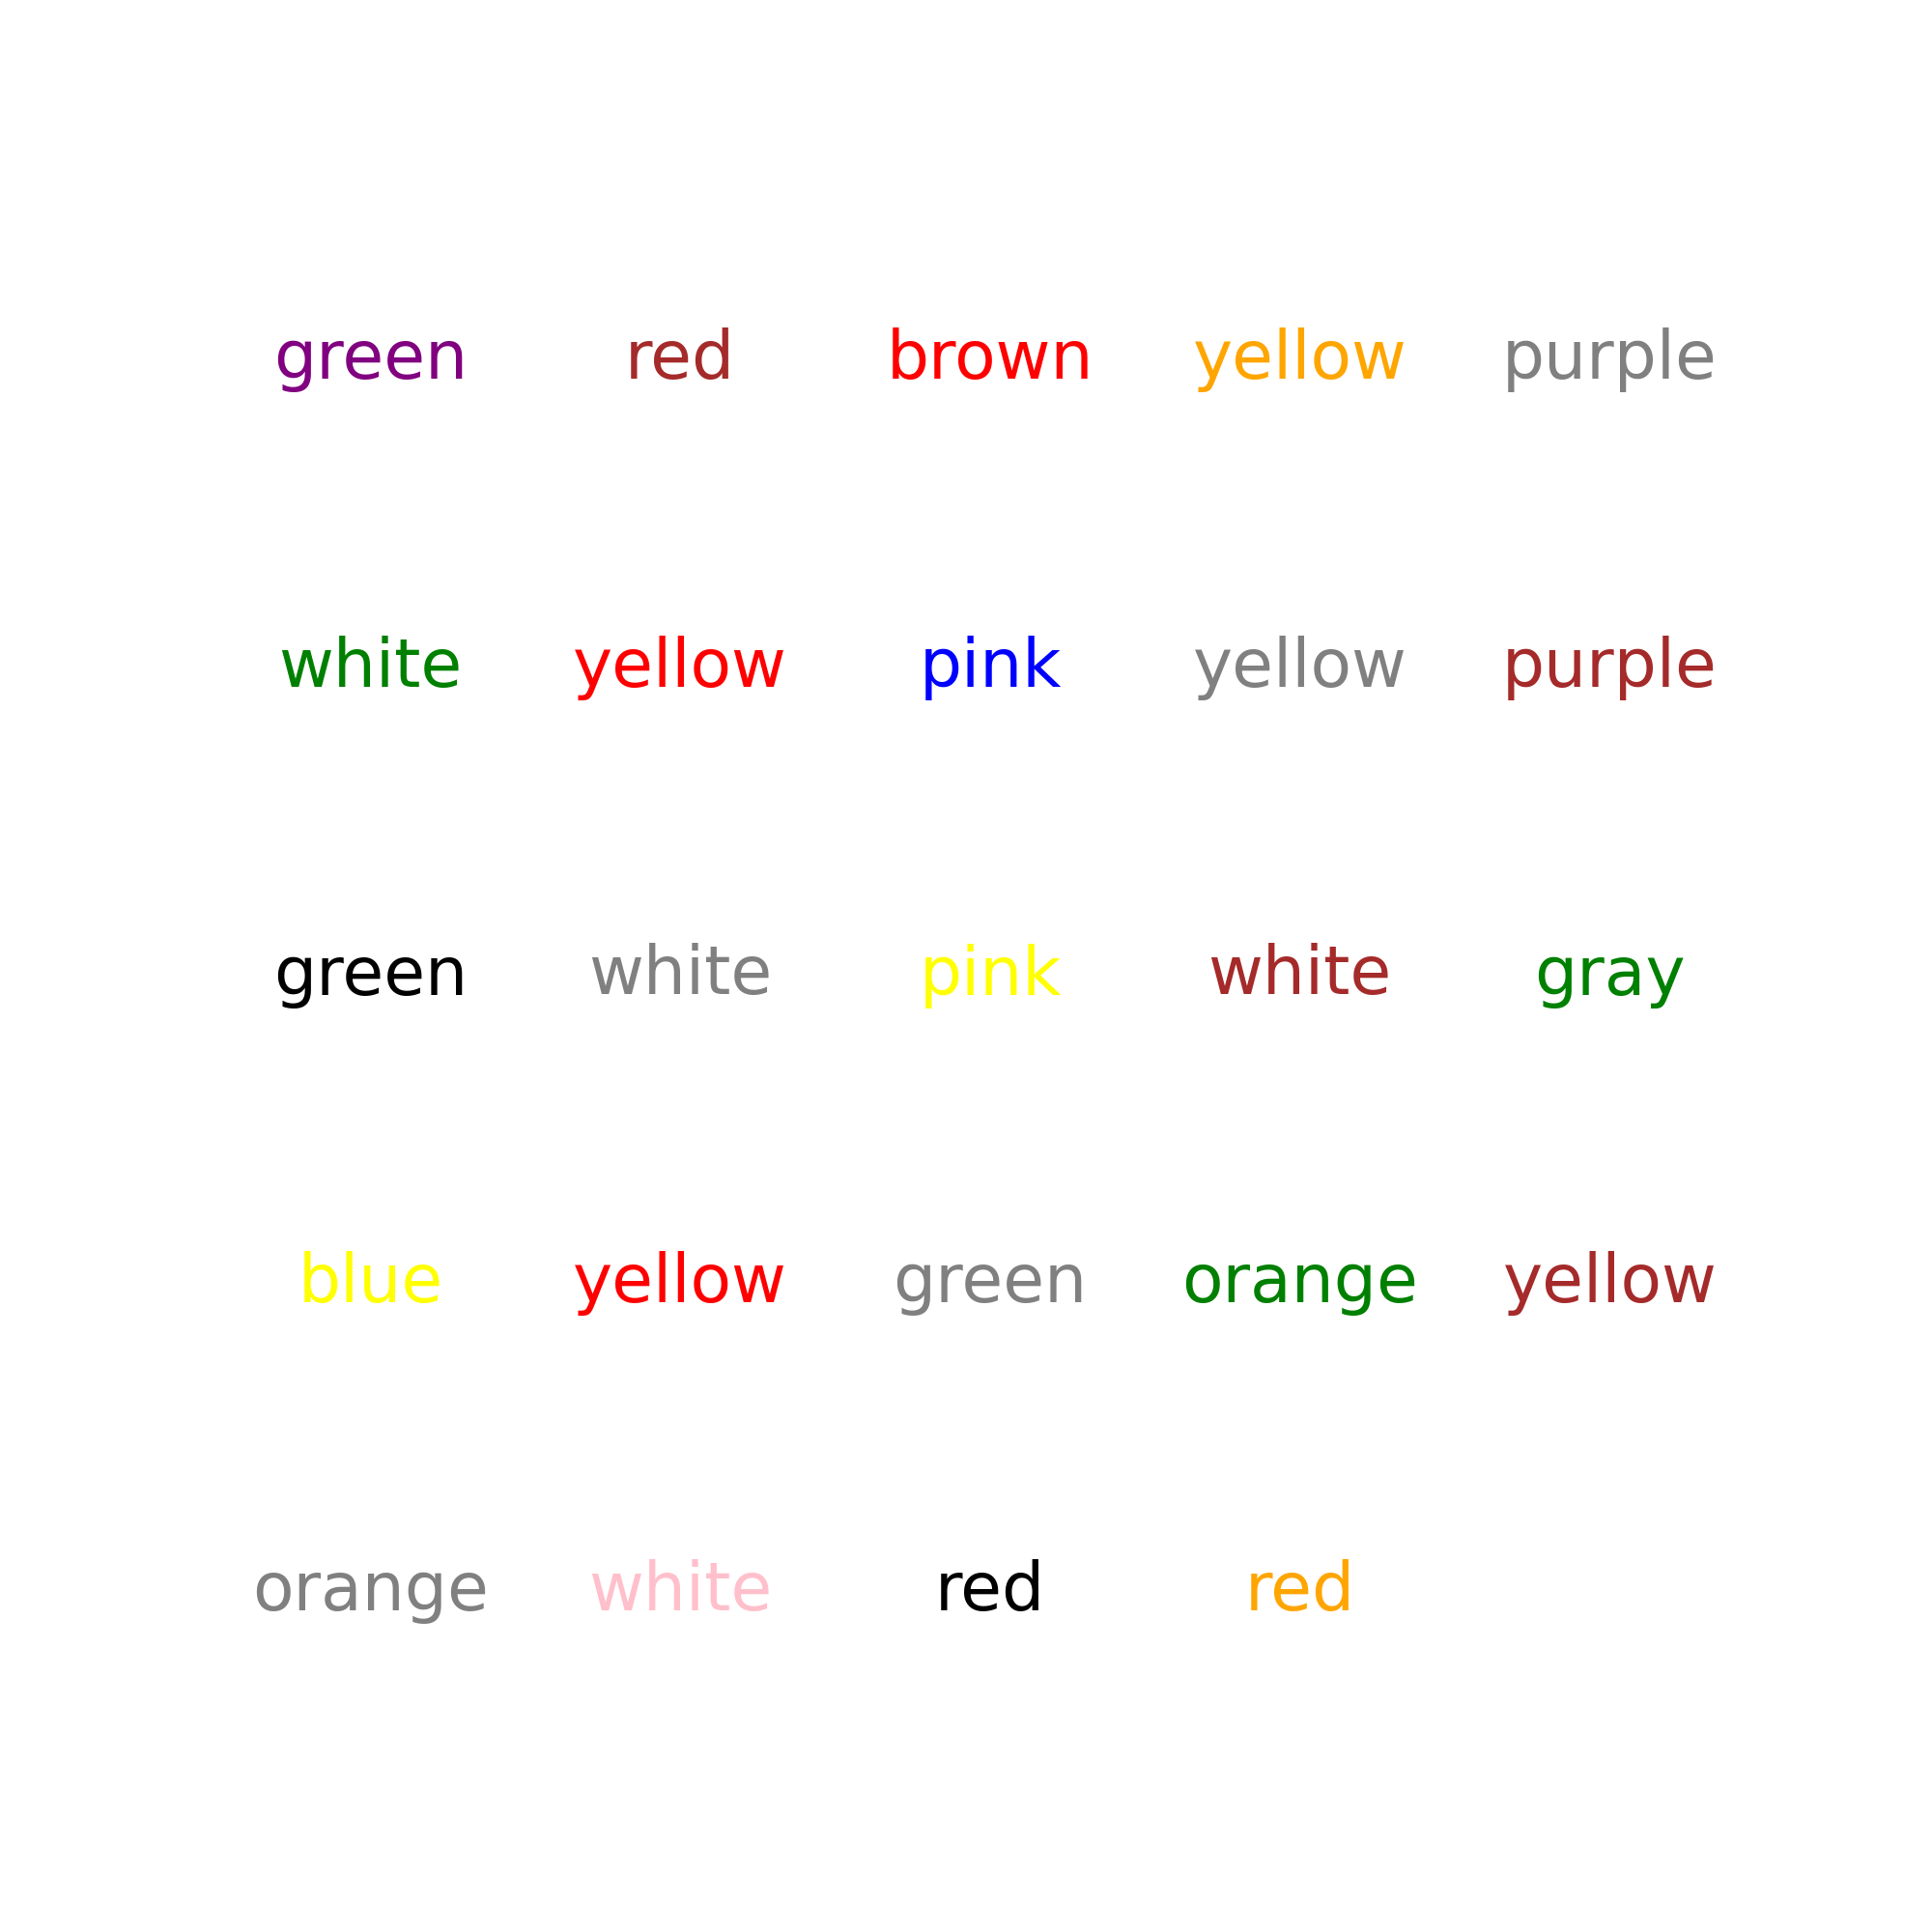 green red brown yellow purple
white yellow pink yellow purple
green white pink white gray
blue yellow green orange yellow
orange white red red